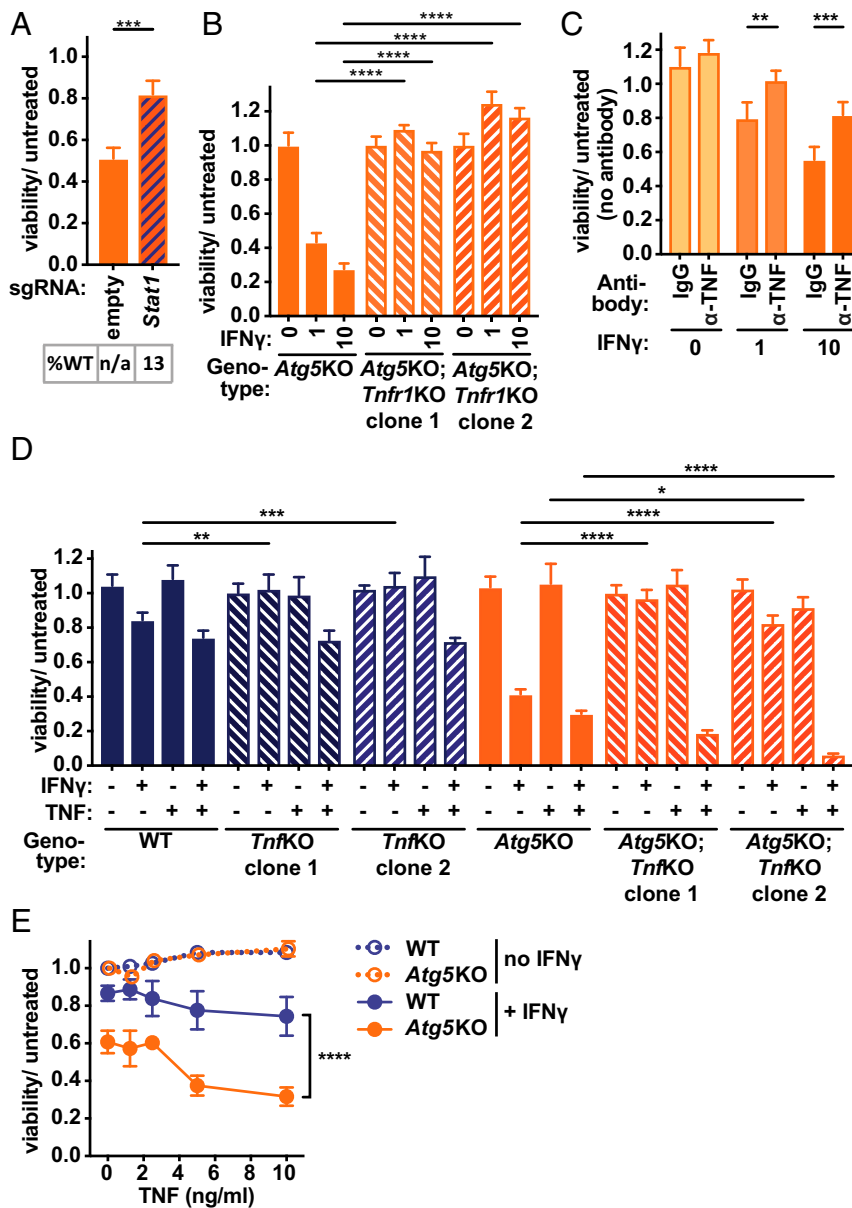 A
***
viability/ untreated
1.0
0.8
0.6
0.4
0.2
0.0
sgRNA:
empty
Stat1
%WT n/a 13
B
****
****
****
****
viability/ untreated
1.2
1.0
0.8
0.6
0.4
0.2
0.0
IFNγ: 0 1 10 0 1 10 0 1 10
Geno- Atg5KO Atg5KO; Atg5KO;
type: Tnfr1KO Tnfr1KO
clone 1 clone 2
C
** ***
viability/ untreated
(no antibody)
1.2
1.0
0.8
0.6
0.4
0.2
0.0
Anti-
body:
IgG α-TNF IgG α-TNF IgG α-TNF
IFNγ: 0 1 10
D
****
*
*** ****
** ****
viability/ untreated
1.2
1.0
0.8
0.6
0.4
0.2
0.0
IFNγ: - + - + - + - + - + - + - + - + - + - + - + - +
TNF: - - + + - - + + - - + + - - + + - - + + - - + +
Geno- WT TnfKO TnfKO Atg5KO Atg5KO; Atg5KO;
type: clone 1 clone 2 TnfKO TnfKO
clone 1 clone 2
E
viability/ untreated
1.0
0.8
0.6
0.4
0.2
0.0
0 2 4 6 8 10
TNF (ng/ml)
****
WT
Atg5KO
no IFNγ
WT
Atg5KO
+ IFNγ